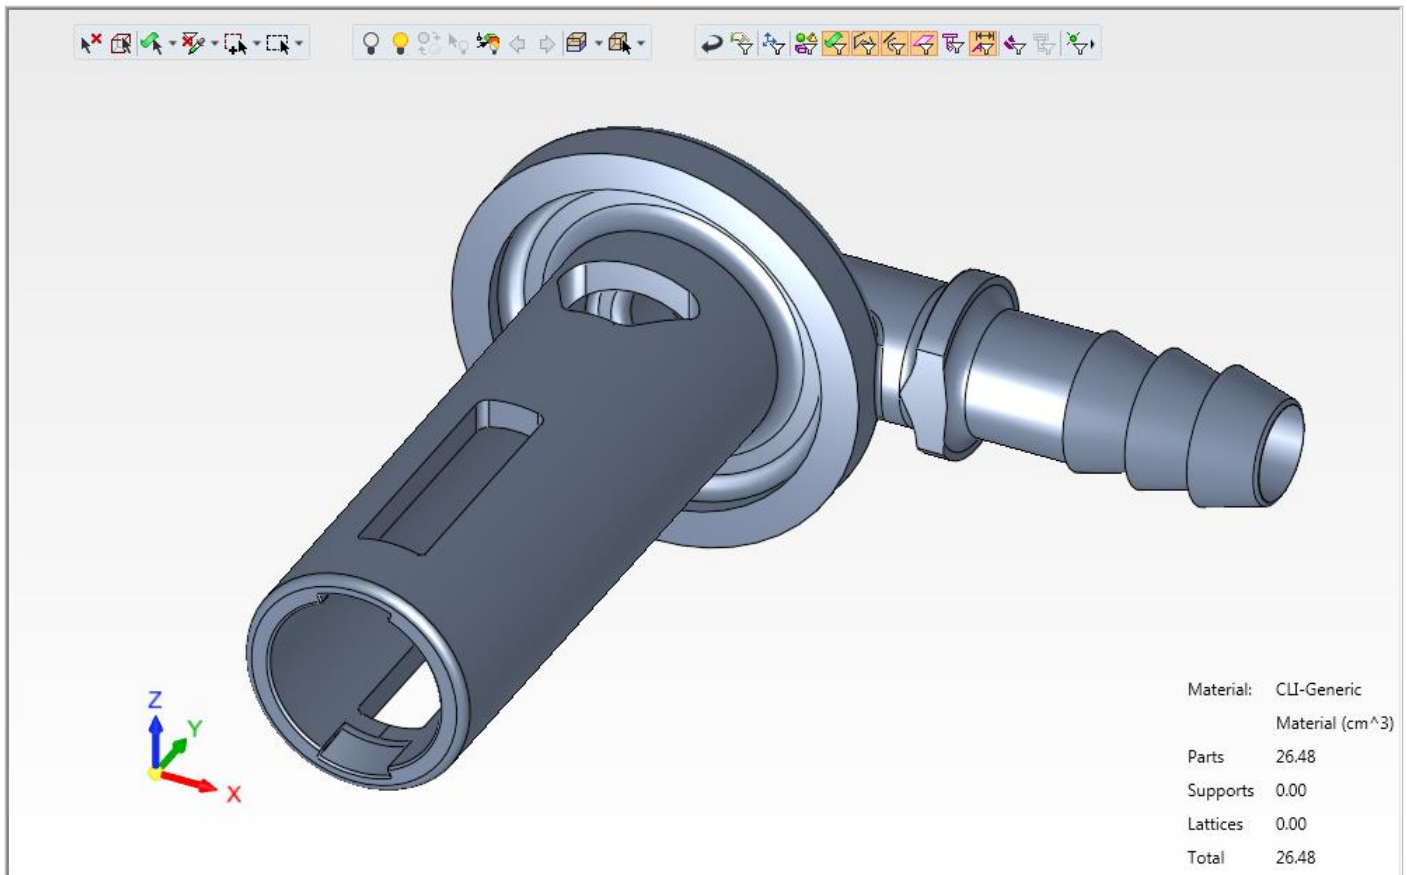 Z
Y
X
Material: CLI-Generic
Material (cm^3)
Parts 26.48
Supports 0.00
Lattices 0.00
Total 26.48